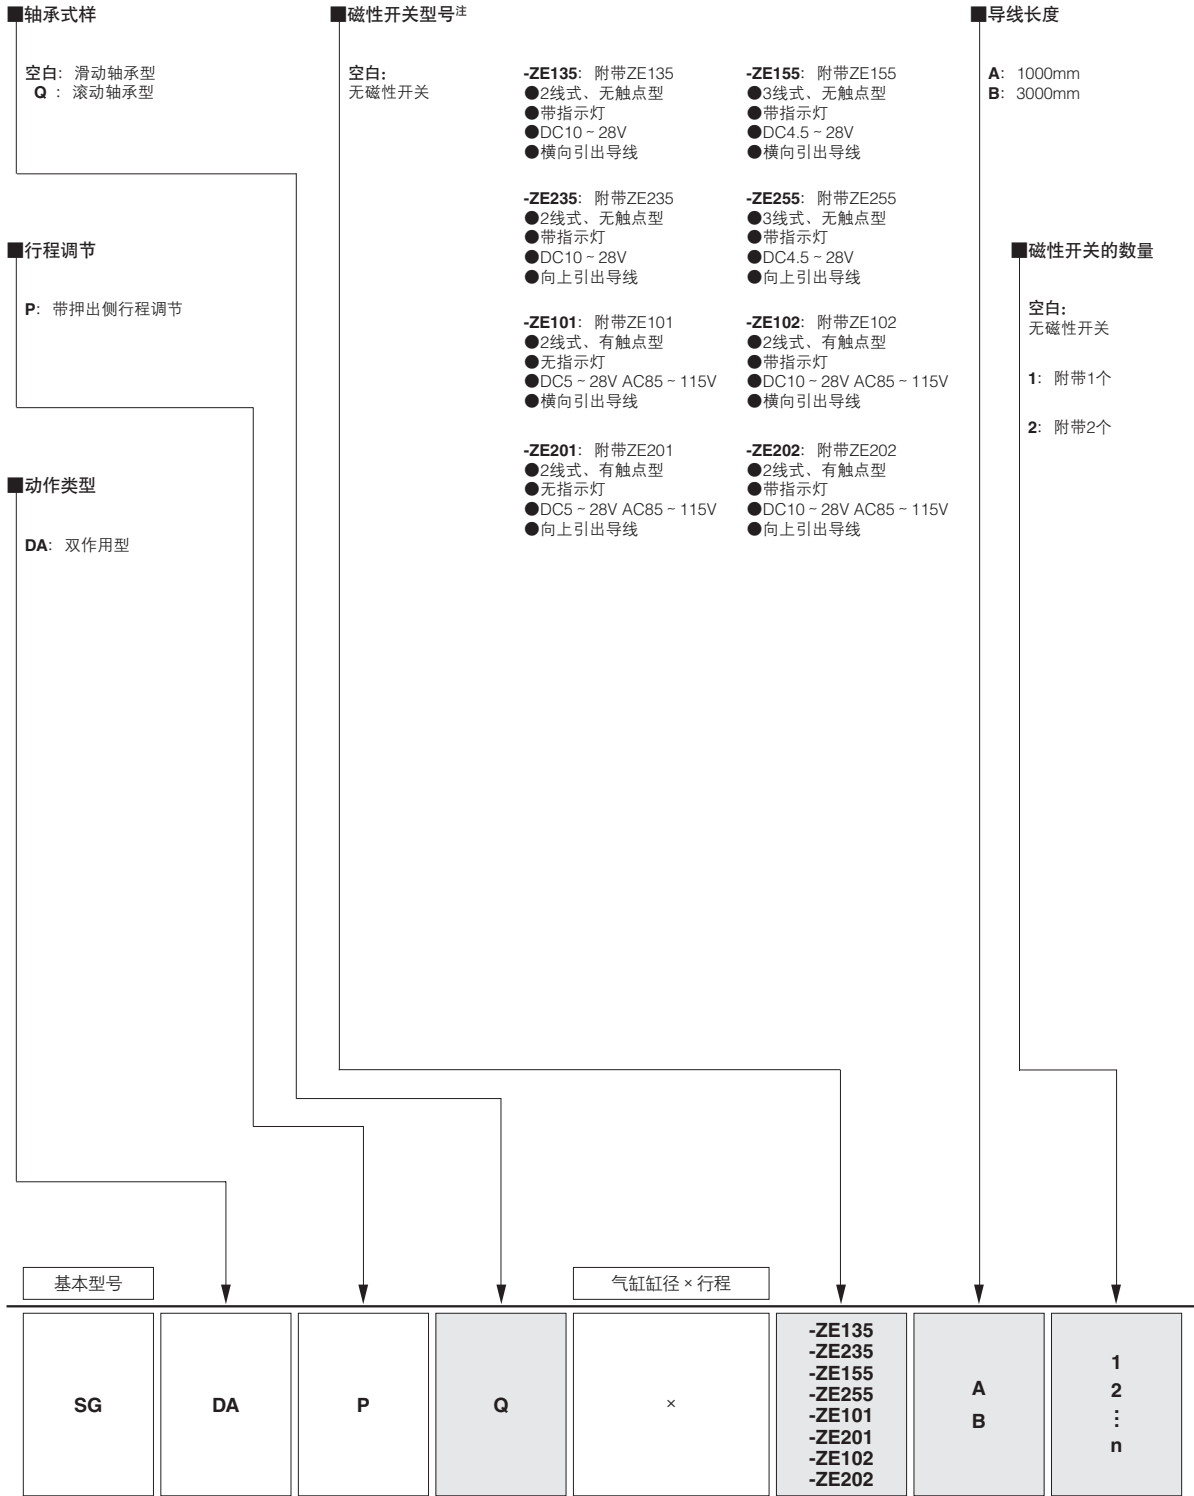 ■轴承式样
空白： 滑动轴承型
Q ： 滚动轴承型
■行程调节
P： 带押出侧行程调节
■动作类型
DA： 双作用型
■磁性开关型号注
空白：
无磁性开关
-ZE135： 附带ZE135
●2线式、无触点型
●带指示灯
●DC10~28V
●横向引出导线
-ZE155： 附带ZE155
●3线式、无触点型
●带指示灯
●DC4.5~28V
●横向引出导线
-ZE235： 附带ZE235
●2线式、无触点型
●带指示灯
●DC10~28V
●向上引出导线
-ZE255： 附带ZE255
●3线式、无触点型
●带指示灯
●DC4.5~28V
●向上引出导线
-ZE101： 附带ZE101
●2线式、有触点型
●无指示灯
●DC5~28V AC85~115V
●横向引出导线
-ZE102： 附带ZE102
●2线式、有触点型
●带指示灯
●DC10~28V AC85~115V
●横向引出导线
-ZE201： 附带ZE201
●2线式、有触点型
●无指示灯
●DC5~28V AC85~115V
●向上引出导线
-ZE202： 附带ZE202
●2线式、有触点型
●带指示灯
●DC10~28V AC85~115V
●向上引出导线
■导线长度
A： 1000mm
B： 3000mm
■磁性开关的数量
空白：
无磁性开关
1： 附带1个
2： 附带2个
基本型号
气缸缸径×行程
SG
DA
P
Q
×
-ZE135
-ZE235
-ZE155
-ZE255
-ZE101
-ZE201
-ZE102
-ZE202
A
B
1
2
⋮
n